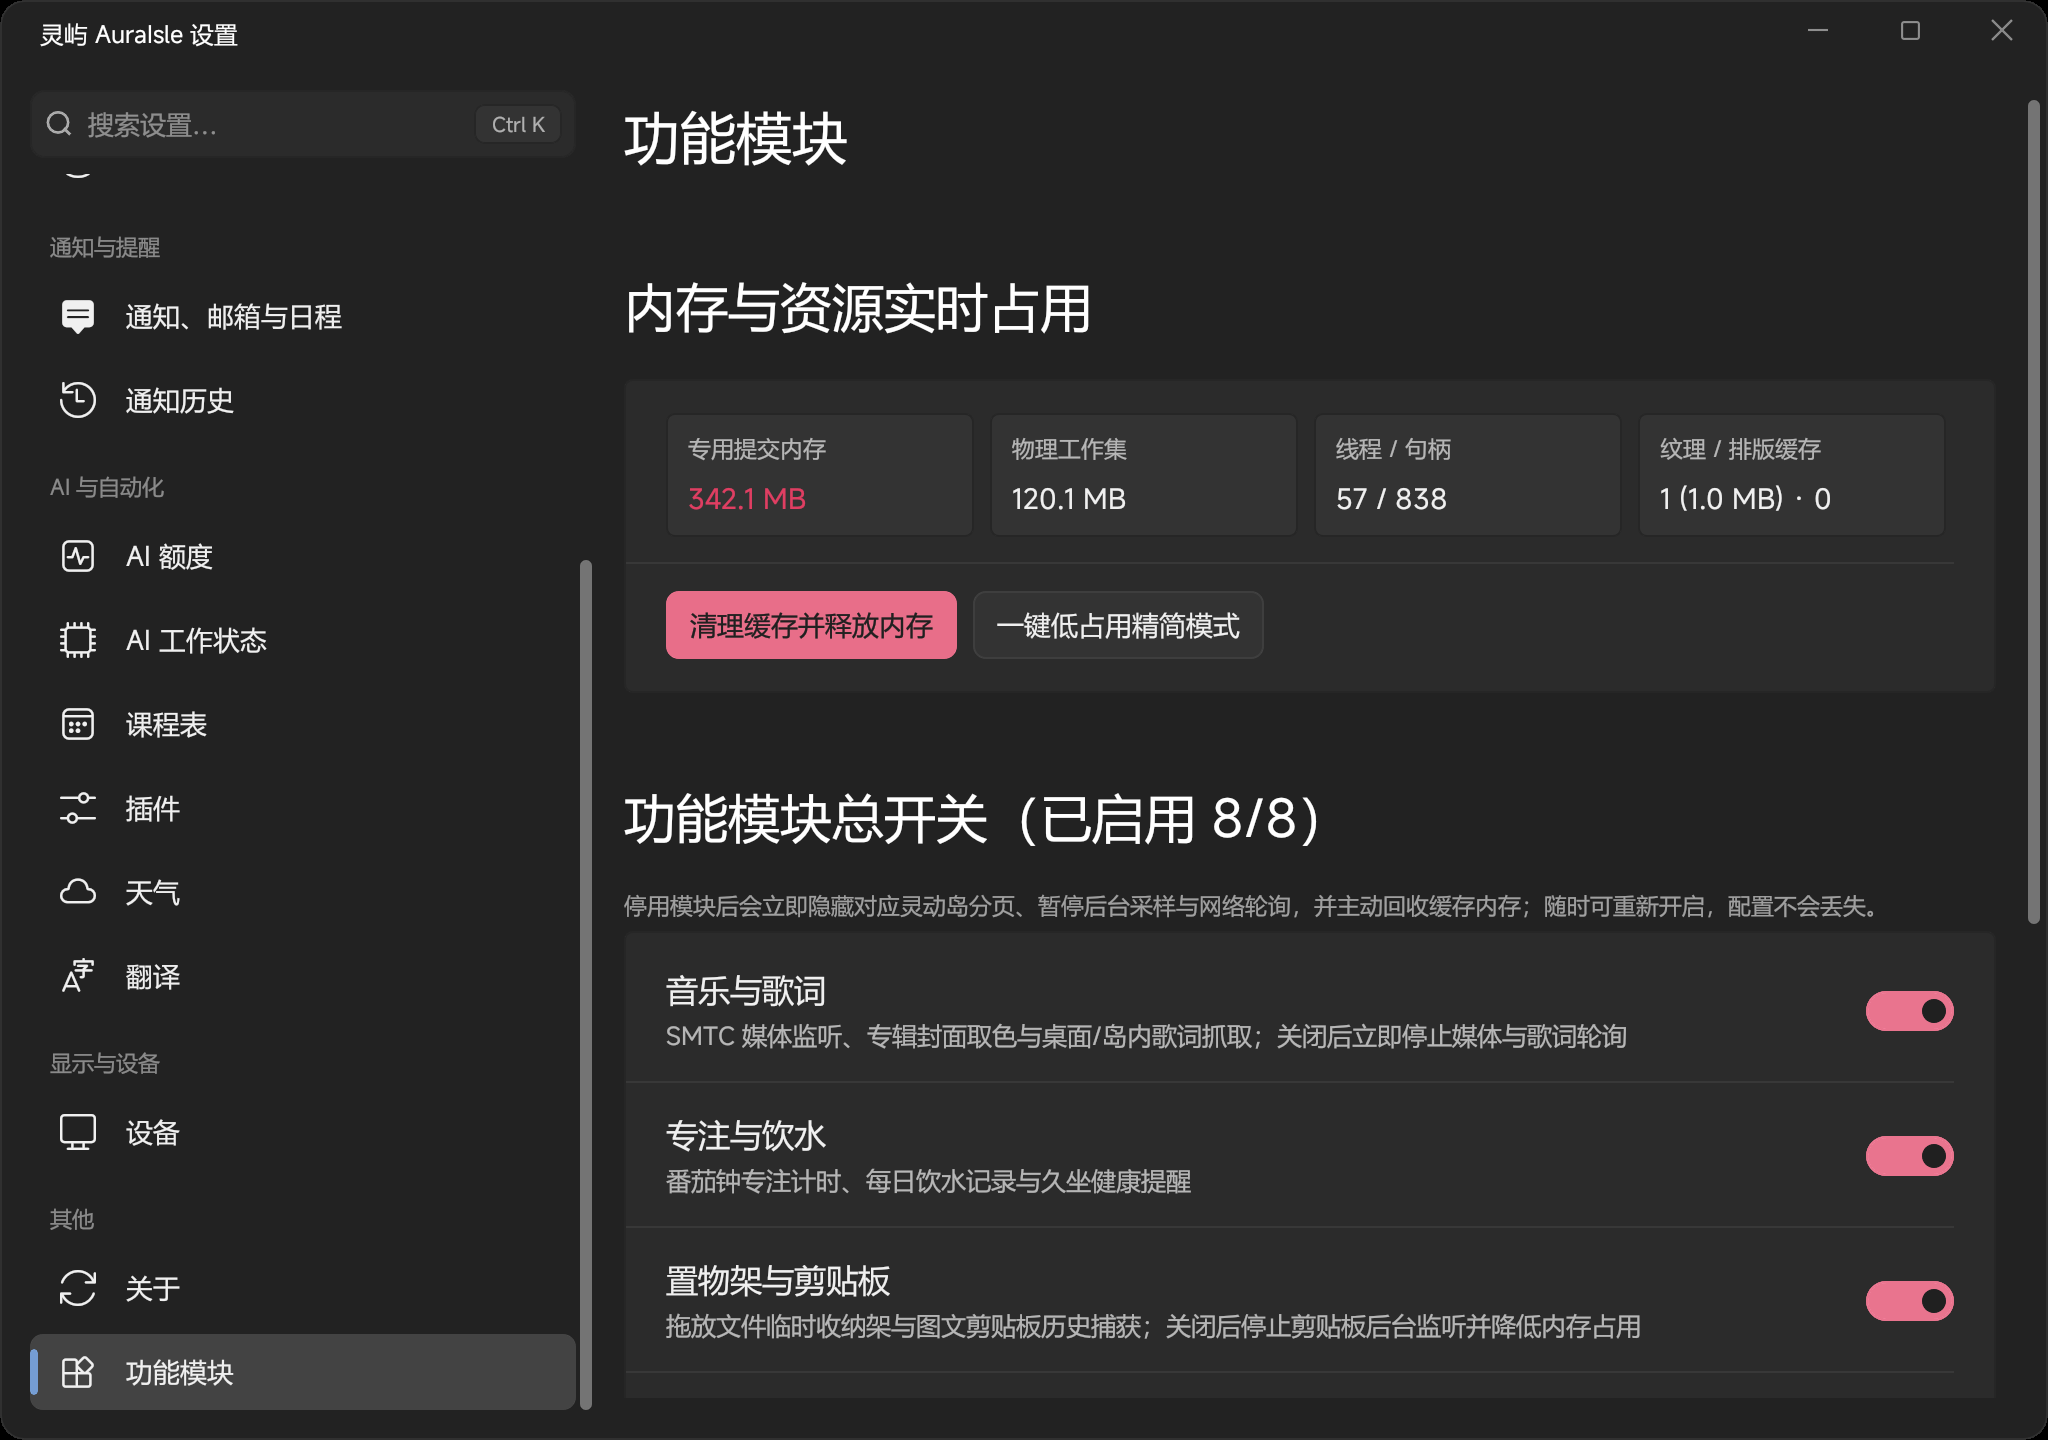 灵屿 AuraIsle 设置
搜索设置...
Ctrl K
通知与提醒
通知、邮箱与日程
通知历史
AI 与自动化
AI 额度
AI 工作状态
课程表
插件
天气
翻译
显示与设备
设备
其他
关于
功能模块
功能模块
内存与资源实时占用
专用提交内存
342.1 MB
物理工作集
120.1 MB
线程 / 句柄
57 / 838
纹理 / 排版缓存
1 (1.0 MB) · 0
清理缓存并释放内存
一键低占用精简模式
功能模块总开关（已启用 8/8）
停用模块后会立即隐藏对应灵动岛分页、暂停后台采样与网络轮询，并主动回收缓存内存；随时可重新开启，配置不会丢失。
音乐与歌词
SMTC 媒体监听、专辑封面取色与桌面/岛内歌词抓取；关闭后立即停止媒体与歌词轮询
专注与饮水
番茄钟专注计时、每日饮水记录与久坐健康提醒
置物架与剪贴板
拖放文件临时收纳架与图文剪贴板历史捕获；关闭后停止剪贴板后台监听并降低内存占用